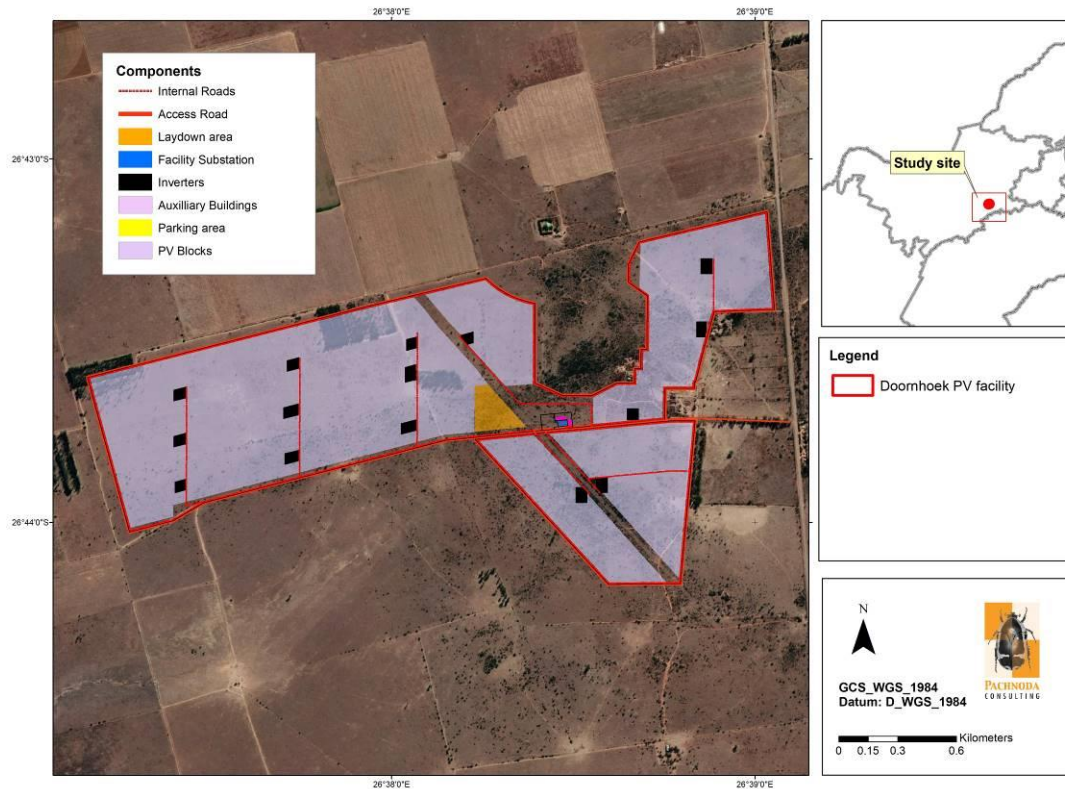 26°38'0"E
26°39'0"E
Components
Internal Roads
Access Road
Laydown area
Facility Substation
Inverters
Auxilliary Buildings
Parking area
PV Blocks
26°43'0"S
26°44'0"S
26°38'0"E
26°39'0"E
Study site
Legend
Doornhoek PV facility
N
GCS_WGS_1984
Datum: D_WGS_1984
PACHNODA
CONSULTING
Kilometers
0 0.15 0.3 0.6